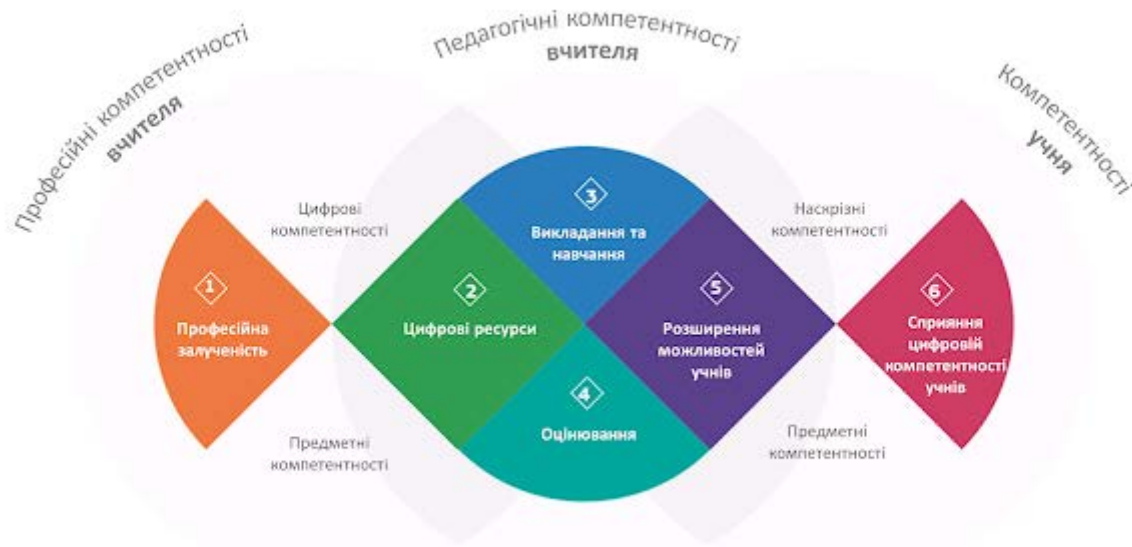 Професійні компетентності
вчителя
Педагогічні компетентності
вчителя
Компетентності
учня
Цифрові
компетентності
Предметні
компетентності
Наскрізні
компетентності
Предметні
компетентності
1
Професійна
залученість
2
Цифрові ресурси
3
Викладання та
навчання
4
Оцінювання
5
Розширення
можливостей
учнів
6
Сприяння
цифровій
компетентності
учнів